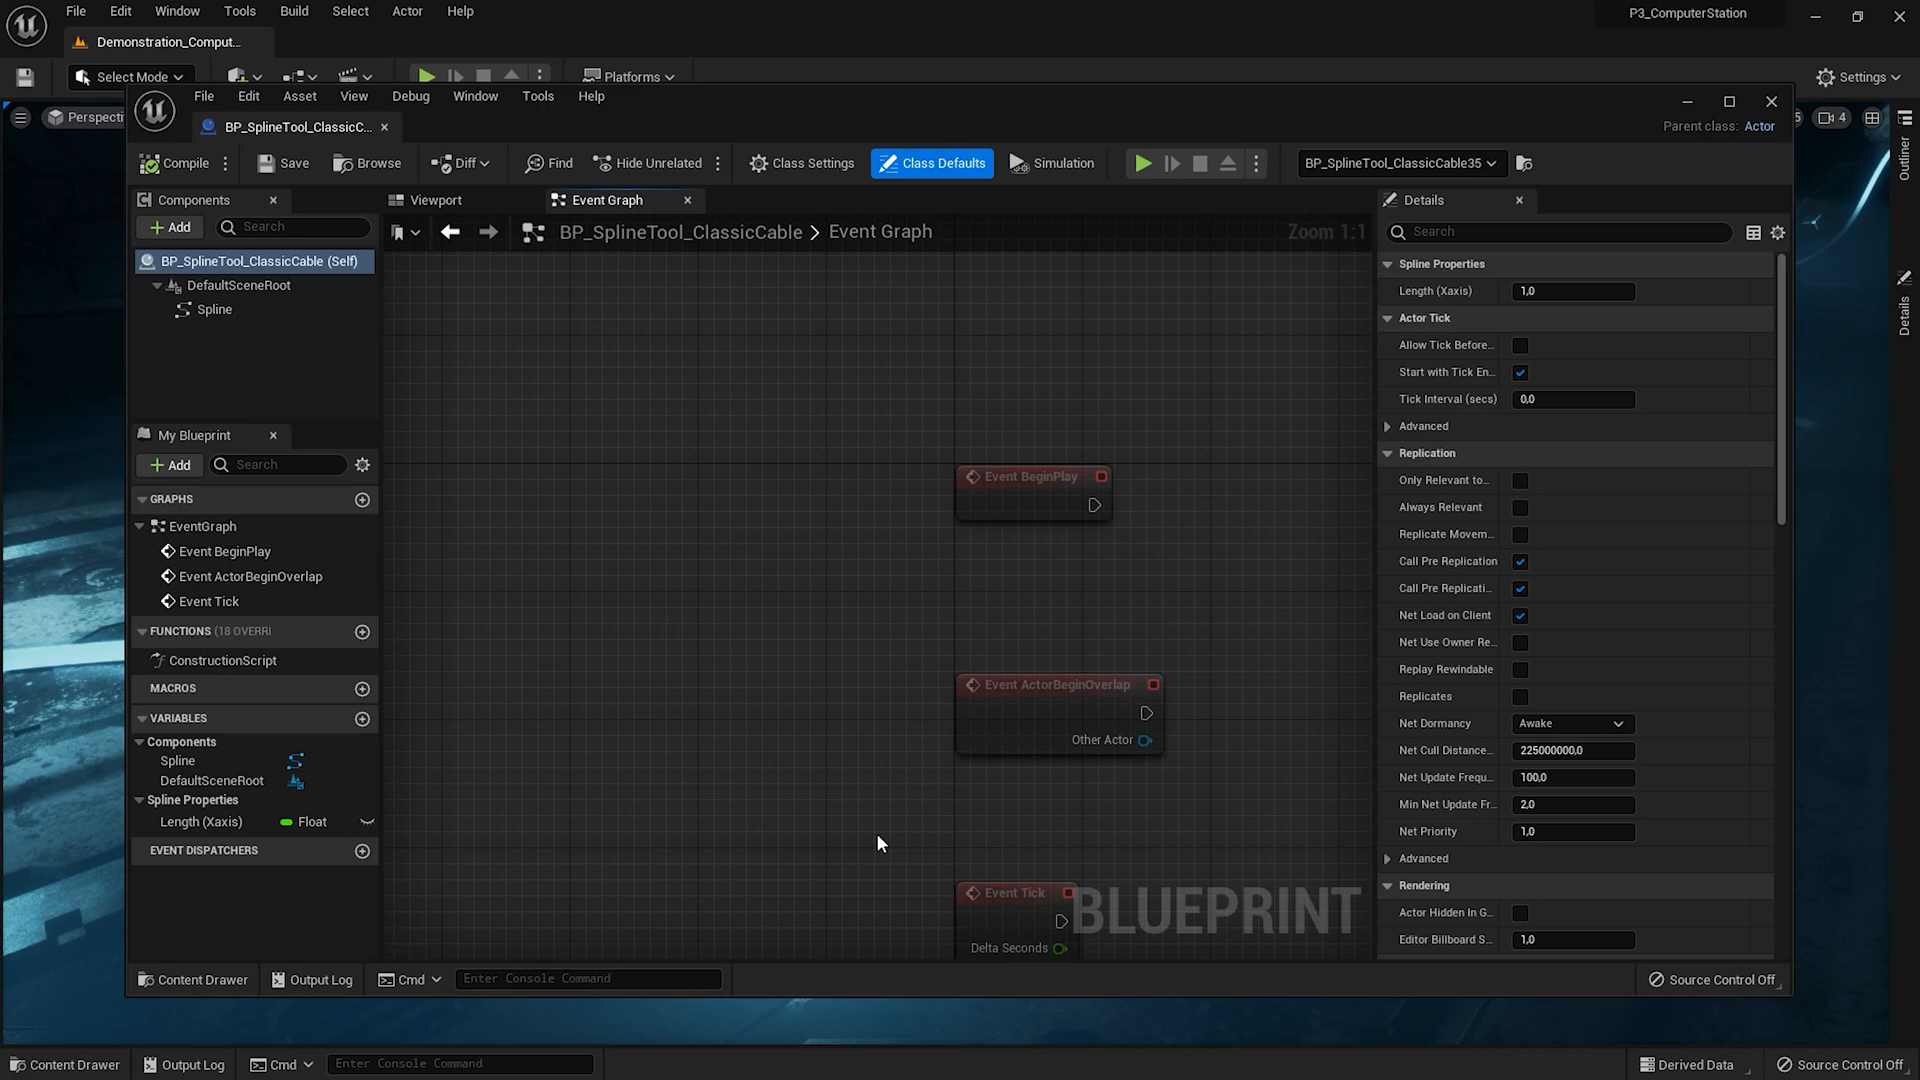 File Edit Window Tools Build Select Actor Help
P3_ComputerStation
Demonstration_Comput...
Select Mode
Platforms
Settings
Perspecti
5
4
File Edit Asset View Debug Window Tools Help
BP_SplineTool_ClassicC...
Parent class: Actor
Compile
Save
Browse
Diff
Find
Hide Unrelated
Class Settings
Class Defaults
Simulation
BP_SplineTool_ClassicCable35
Outliner
Details
Components
Add
Search
BP_SplineTool_ClassicCable (Self)
DefaultSceneRoot
Spline
My Blueprint
Add
Search
GRAPHS
EventGraph
Event BeginPlay
Event ActorBeginOverlap
Event Tick
FUNCTIONS (18 OVERRI
ConstructionScript
MACROS
VARIABLES
Components
Spline
DefaultSceneRoot
Spline Properties
Length (Xaxis) Float
EVENT DISPATCHERS
Viewport
Event Graph
BP_SplineTool_ClassicCable > Event Graph
Zoom 1:1
Event BeginPlay
Event ActorBeginOverlap
Other Actor
Event Tick
Delta Seconds
BLUEPRINT
Details
Search
Spline Properties
Length (Xaxis) 1,0
Actor Tick
Allow Tick Before...
Start with Tick En...
Tick Interval (secs) 0,0
Advanced
Replication
Only Relevant to...
Always Relevant
Replicate Movem...
Call Pre Replication
Call Pre Replicati...
Net Load on Client
Net Use Owner Re...
Replay Rewindable
Replicates
Net Dormancy Awake
Net Cull Distance... 225000000,0
Net Update Frequ... 100,0
Min Net Update Fr... 2,0
Net Priority 1,0
Advanced
Rendering
Actor Hidden In G...
Editor Billboard S... 1,0
Content Drawer
Output Log
Cmd
Enter Console Command
Source Control Off
Content Drawer
Output Log
Cmd
Enter Console Command
Derived Data
Source Control Off